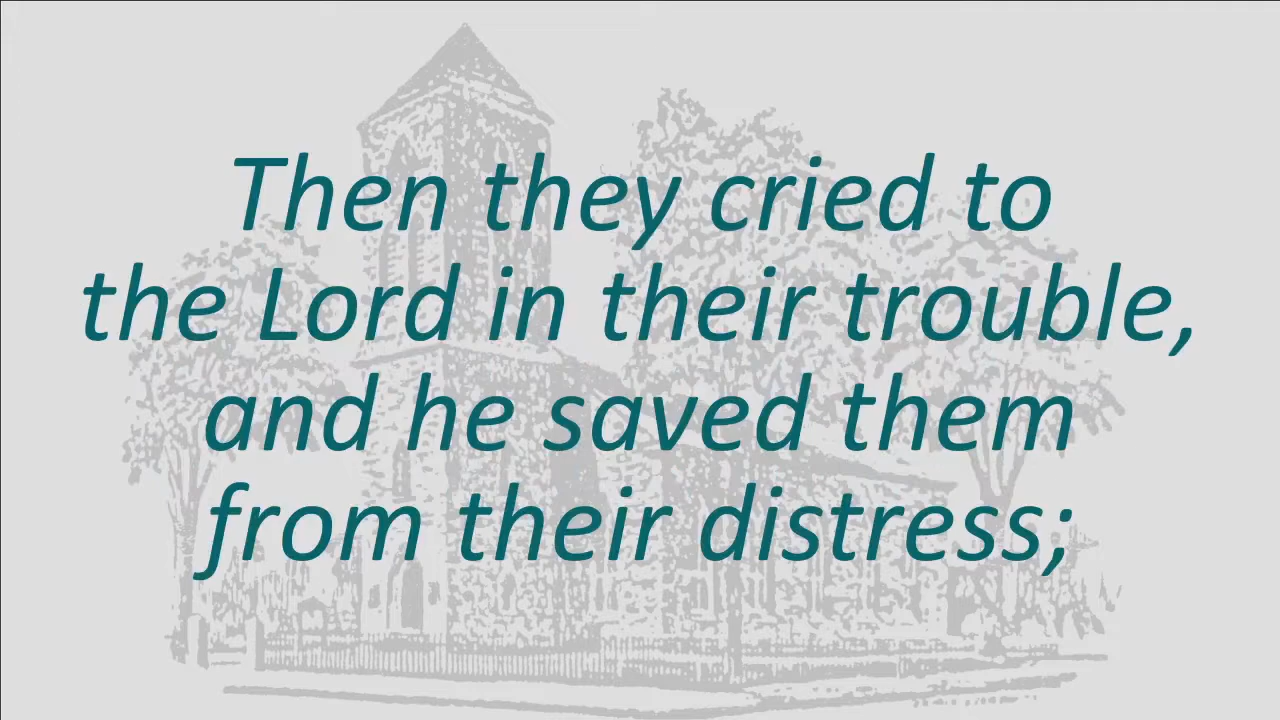 Then they cried to
the Lord in their trouble,
and he saved them
from their distress;